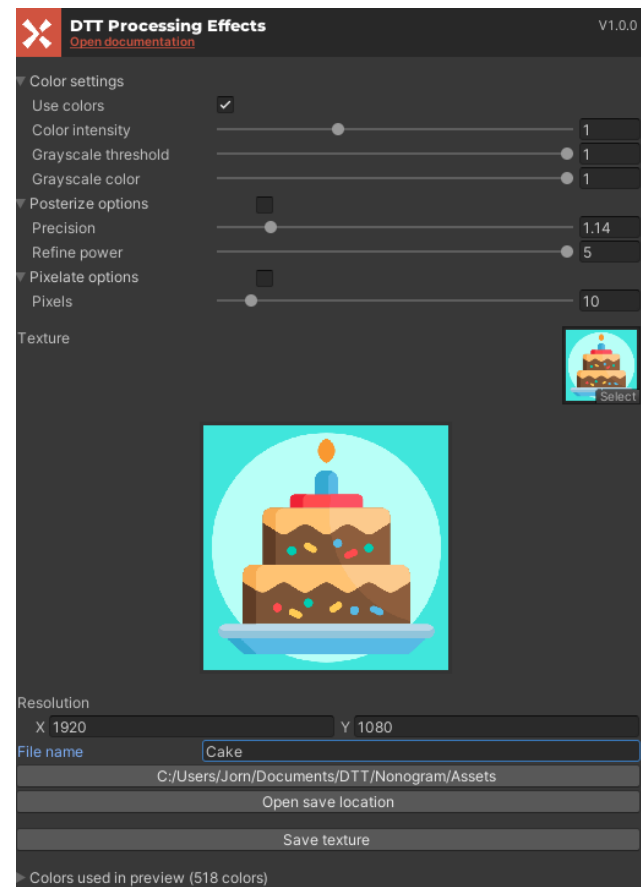 DTT Processing Effects
V1.0.0
Open documentation
Color settings
Use colors
Color intensity 1
Grayscale threshold 1
Grayscale color 1
Posterize options
Precision 1.14
Refine power 5
Pixelate options
Pixels 10
Texture
Select
Resolution
X 1920 Y 1080
File name Cake
C:/Users/Jorn/Documents/DTT/Nonogram/Assets
Open save location
Save texture
Colors used in preview (518 colors)